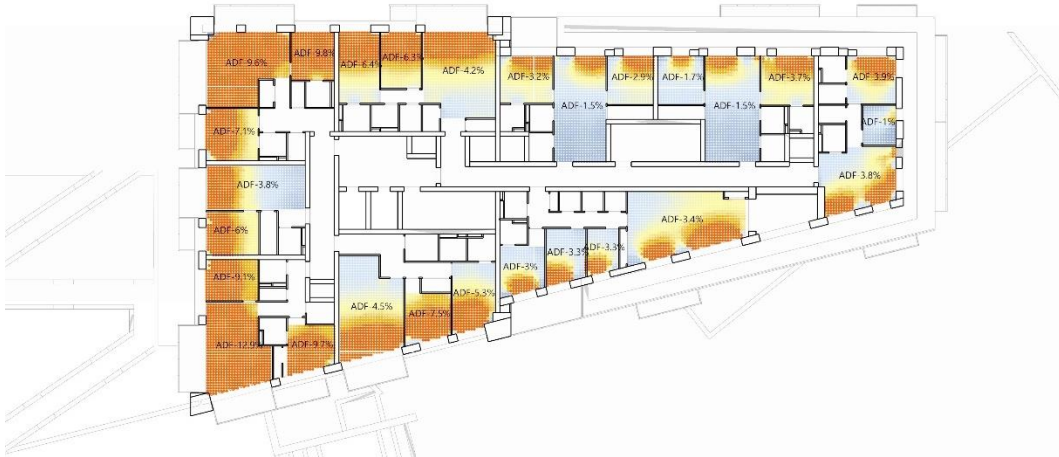 ADF-9.6%
ADF-9.8%
ADF-6.4%
ADF-6.3%
ADF-4.2%
ADF-3.2%
ADF-1.5%
ADF-2.9%
ADF-1.7%
ADF-1.5%
ADF-3.7%
ADF-3.9%
ADF-1%
ADF-7.1%
ADF-3.8%
ADF-3.8%
ADF-6%
ADF-3.4%
ADF-3%
ADF-3.3%
ADF-3.3%
ADF-9.1%
ADF-4.5%
ADF-7.5%
ADF-5.3%
ADF-12.9%
ADF-9.7%